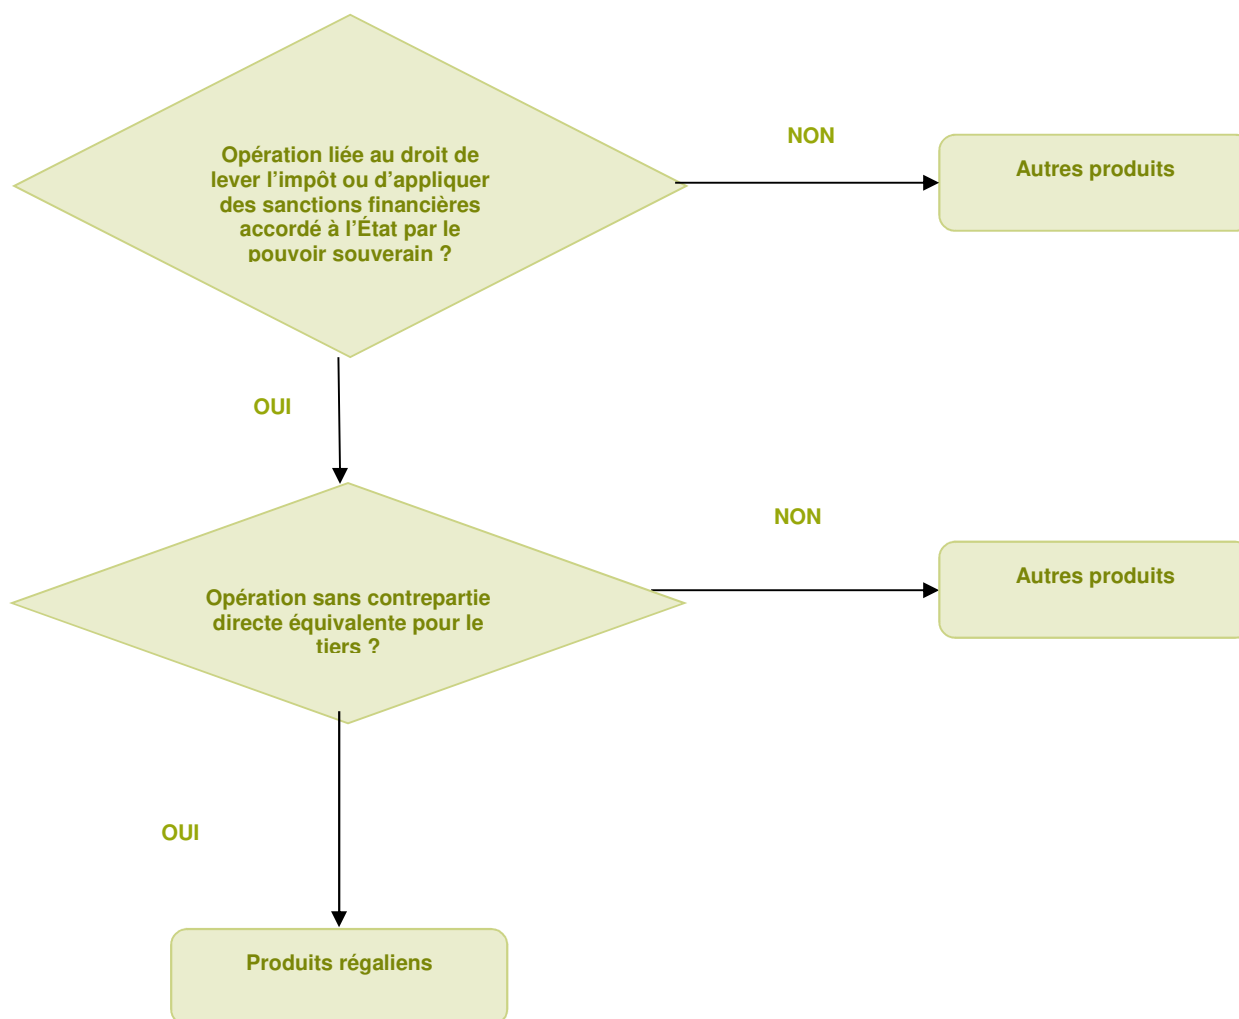 Opération liée au droit de
lever l’impôt ou d’appliquer
des sanctions financières
accordé à l’État par le
pouvoir souverain ?
NON
Autres produits
OUI
Opération sans contrepartie
directe équivalente pour le
tiers ?
NON
Autres produits
OUI
Produits régaliens